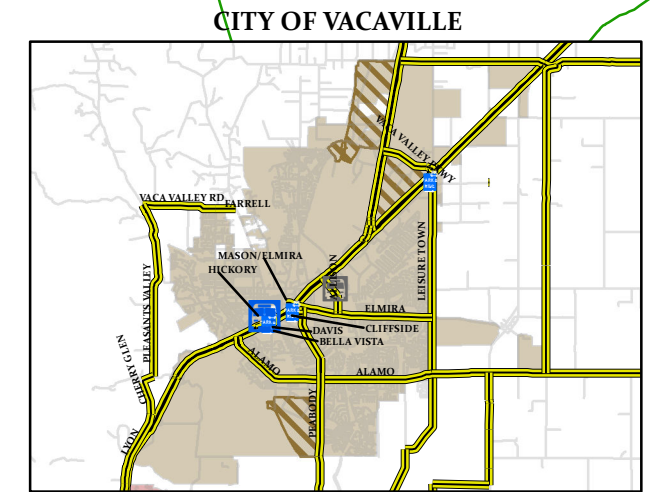 CITY OF VACAVILLE
VACA VALLEY PKWY
VACA VALLEY RD
FARRELL
MASON/ELMIRA
HICKORY
LEISURE TOWN
PLEASANTS VALLEY
ELMIRA
CLIFFSIDE
DAVIS
BELLA VISTA
CHERRY GLEN
ALAMO
ALAMO
PEABODY
LYON